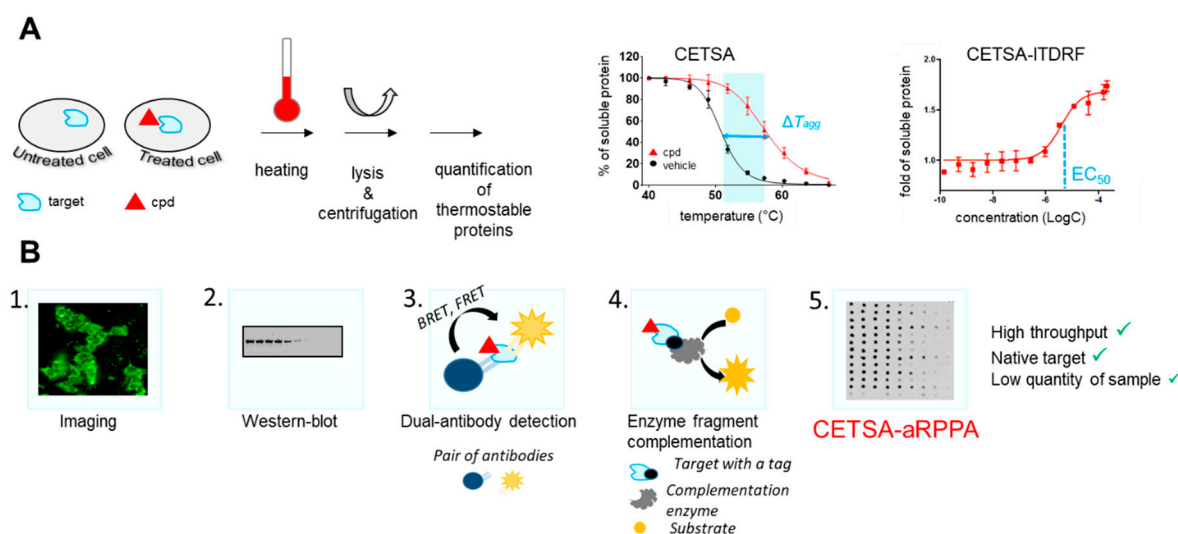 A
Untreated cell
Treated cell
target
cpd
heating
lysis
&
centrifugation
quantification
of
thermostable
proteins
CETSA
% of soluble protein
120
100
80
60
40
20
0
40
50
60
temperature (°C)
ΔTagg
cpd
vehicle
CETSA-ITDRF
fold of soluble protein
2.0
1.5
1.0
-10
-8
-6
-4
concentration (LogC)
EC50
B
1.
Imaging
2.
Western-blot
3.
BRET, FRET
Dual-antibody detection
Pair of antibodies
4.
Enzyme fragment
complementation
Target with a tag
Complementation
enzyme
Substrate
5.
CETSA-aRPPA
High throughput ✓
Native target ✓
Low quantity of sample ✓